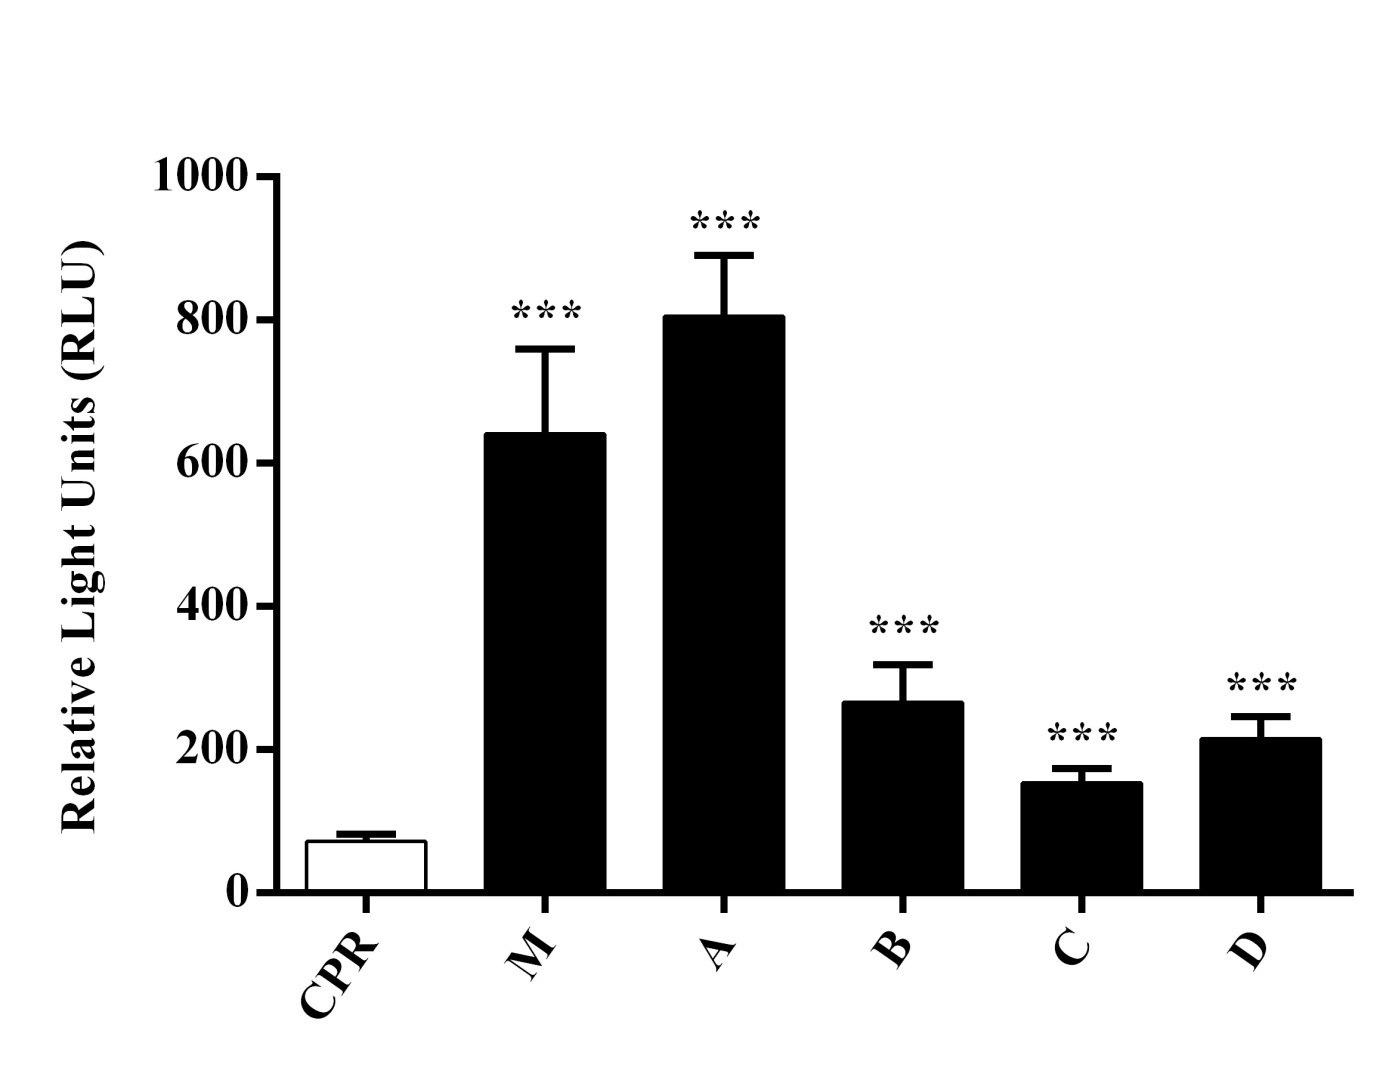 Relative Light Units (RLU)
1000
800
600
400
200
0
***
***
***
***
***
CPR
M
A
B
C
D